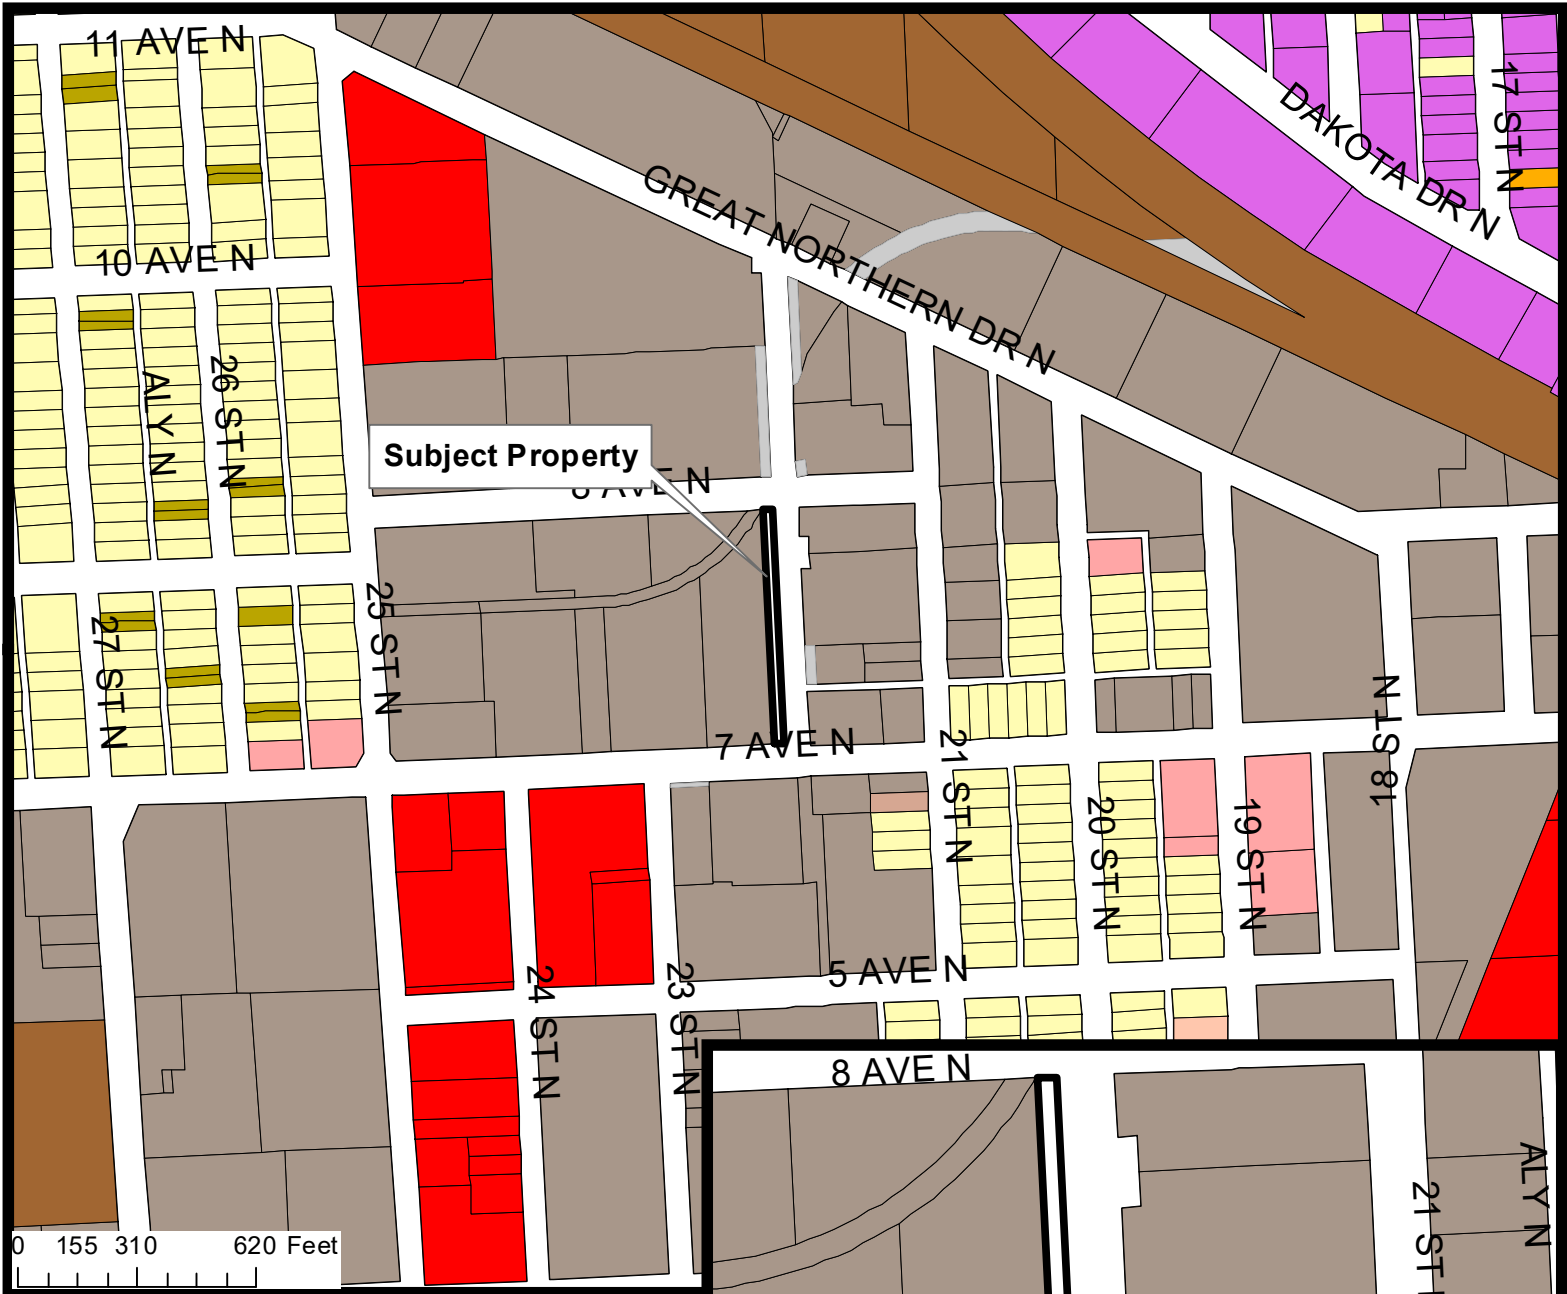 11 AVE N
17 ST N
DAKOTA DR N
GREAT NORTHERN DR N
10 AVE N
26 ST N
ALY N
Subject Property
AVE N
25 ST N
27 ST N
18 ST N
7 AVE N
21 ST N
20 ST N
19 ST N
5 AVE N
24 ST N
23 ST N
8 AVE N
ALY N
21 ST
0 155 310 620 Feet